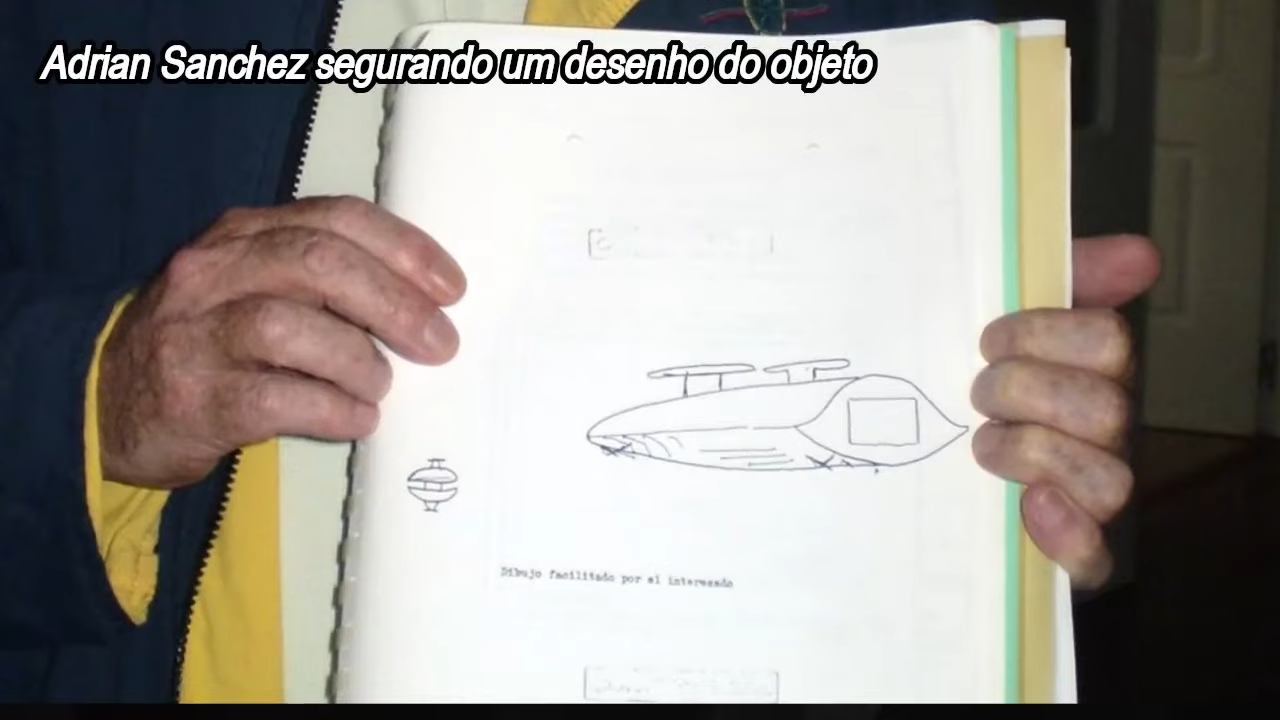 Adrian Sanchez segurando um desenho do objeto
Dibujo facilitado por el interesado